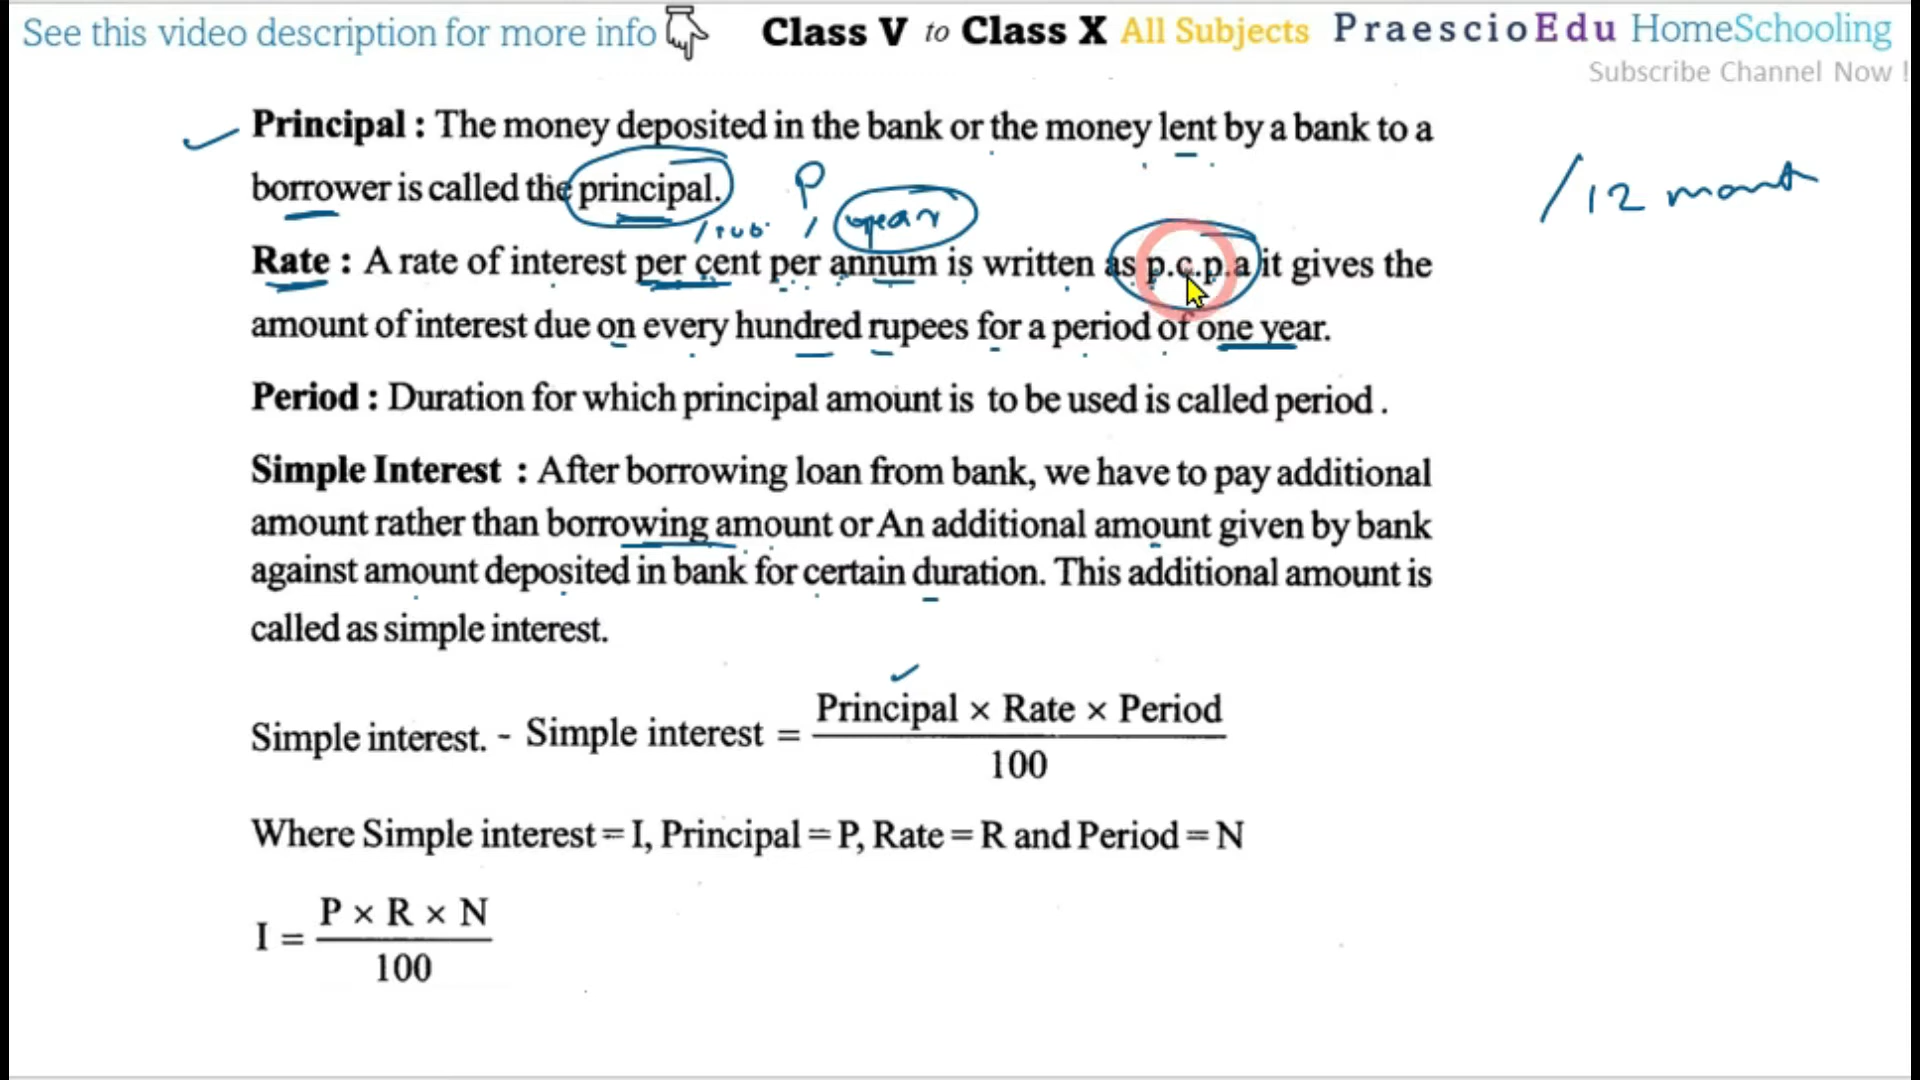 See this video description for more info Class V to Class X All Subjects PraescioEdu HomeSchooling
Subscribe Channel Now !
Principal : The money deposited in the bank or the money lent by a bank to a
borrower is called the principal.
P
/ 12 month
/100 / year
Rate : A rate of interest per cent per annum is written as p.c.p.a it gives the
amount of interest due on every hundred rupees for a period of one year.
Period : Duration for which principal amount is to be used is called period .
Simple Interest : After borrowing loan from bank, we have to pay additional
amount rather than borrowing amount or An additional amount given by bank
against amount deposited in bank for certain duration. This additional amount is
called as simple interest.
Simple interest. - Simple interest = Principal × Rate × Period
100
Where Simple interest = I, Principal = P, Rate = R and Period = N
I = P × R × N
100